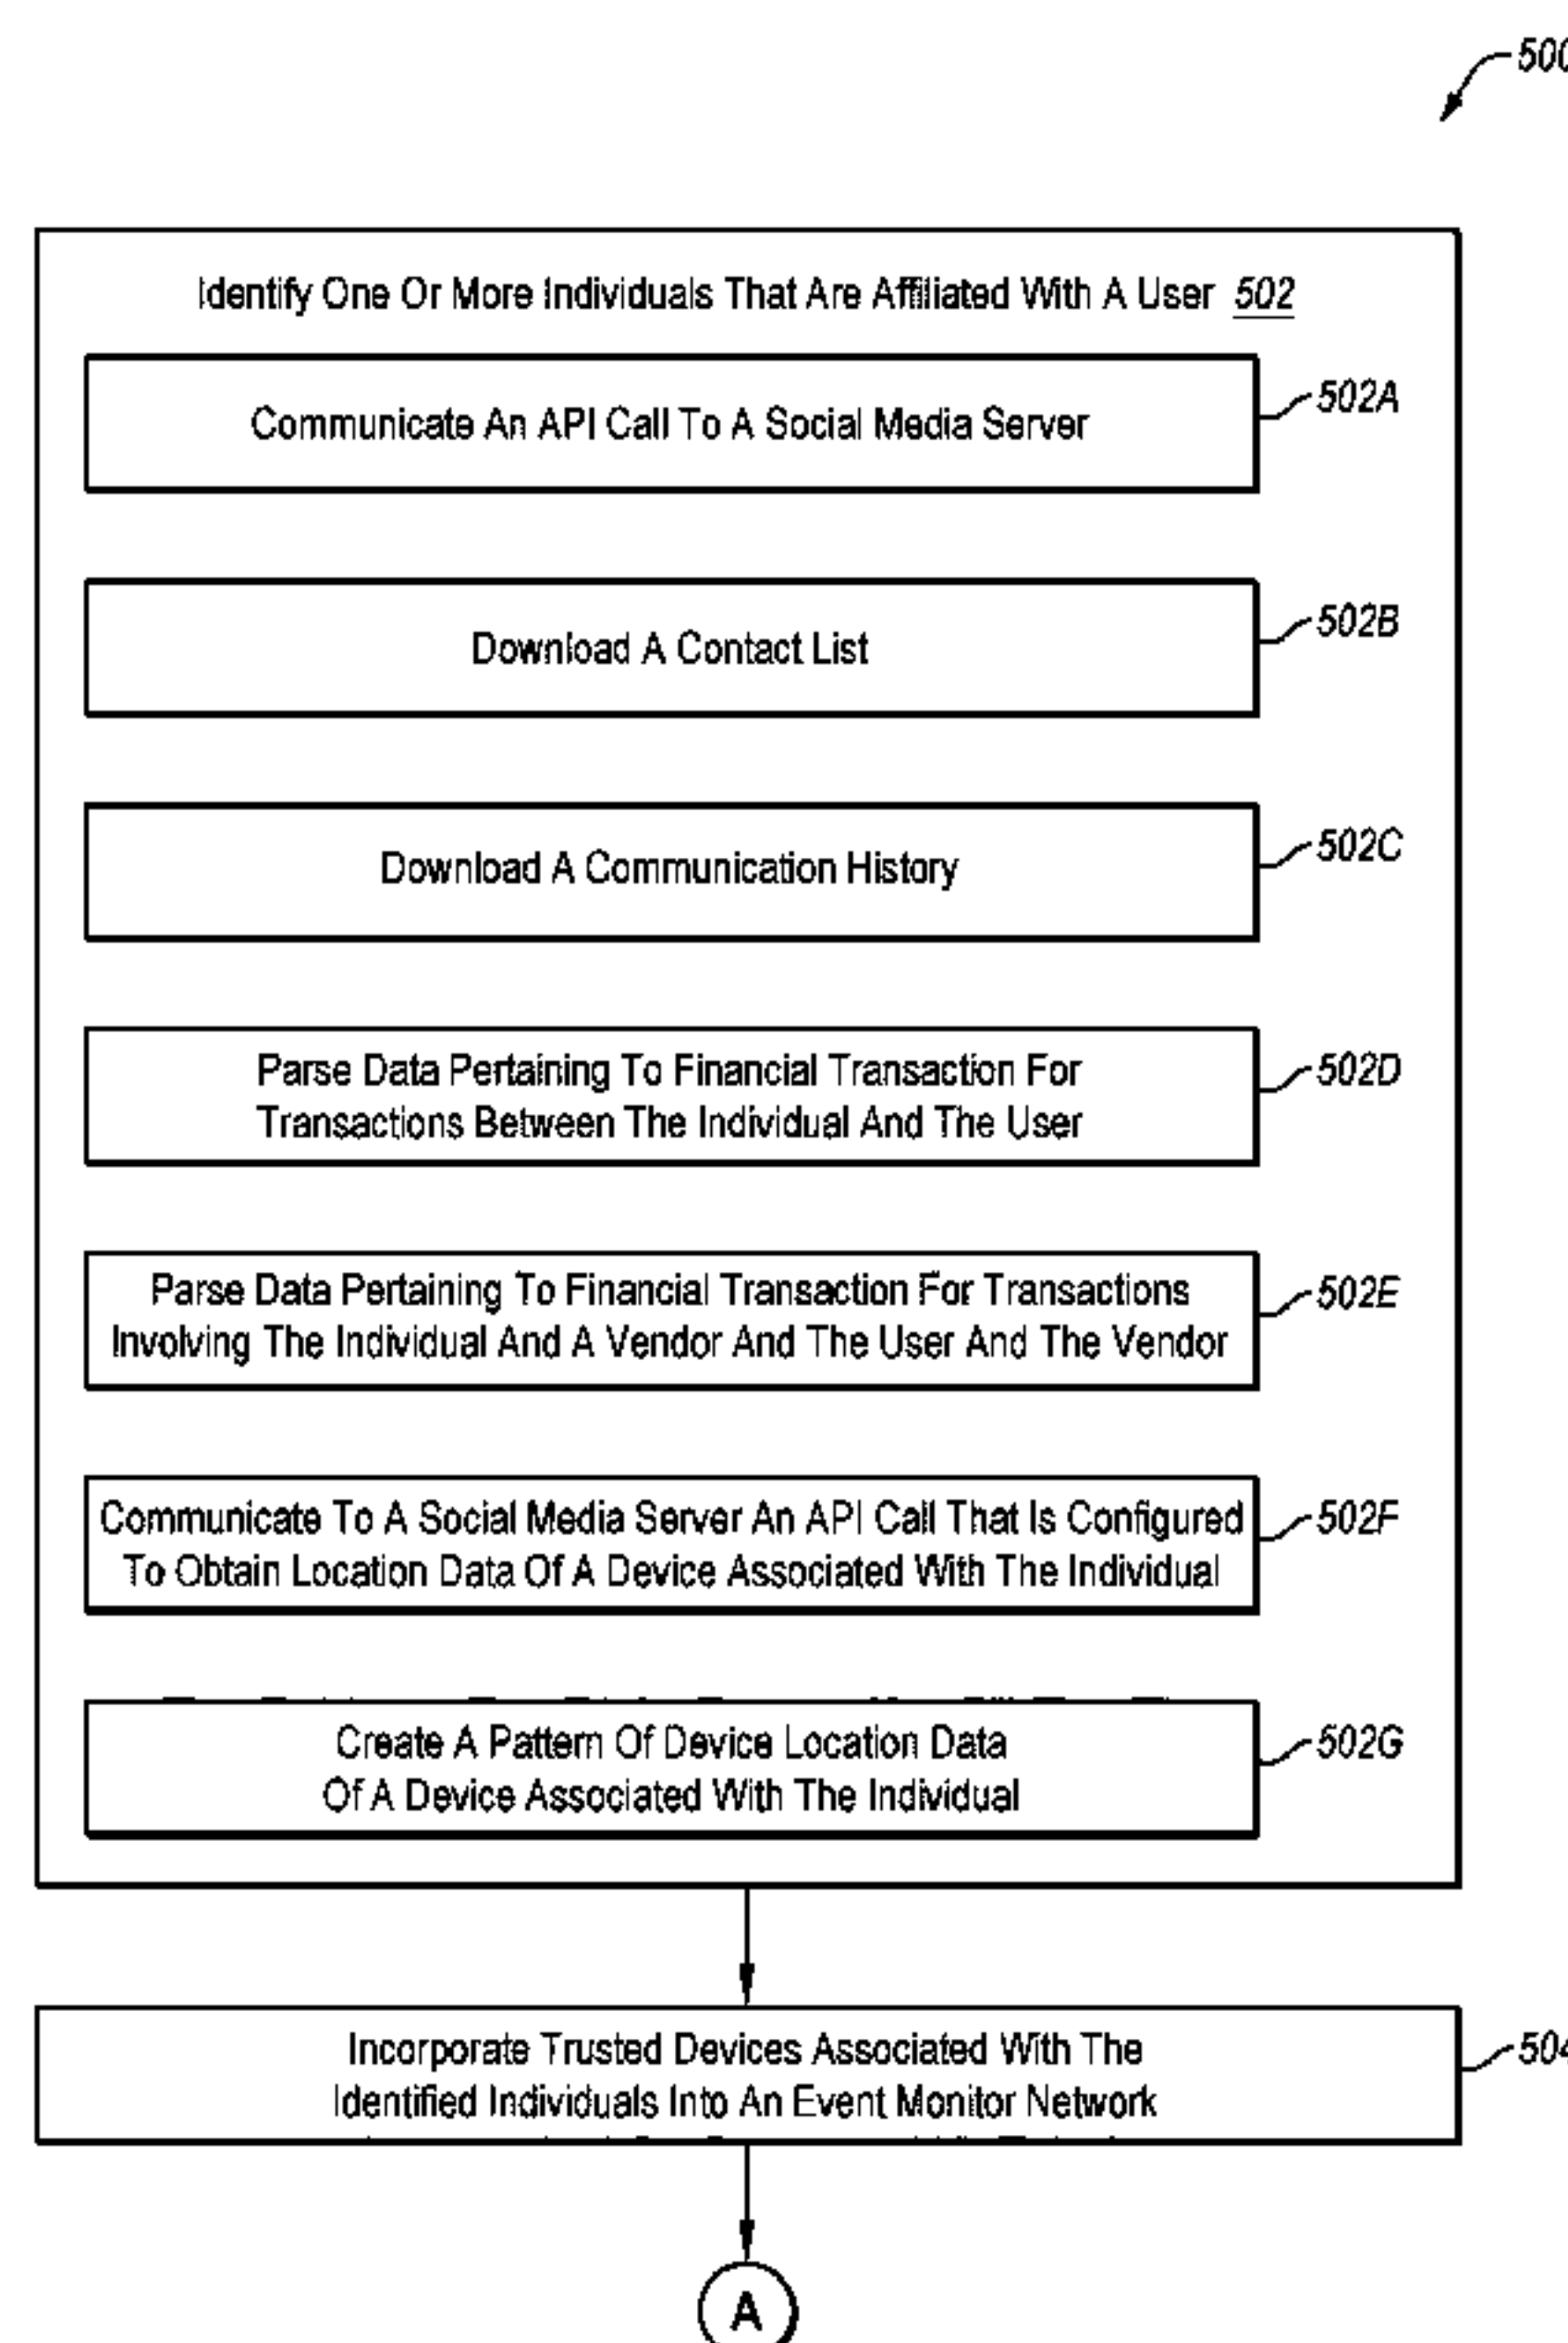 500
Identify One Or More Individuals That Are Affiliated With A User 502
Communicate An API Call To A Social Media Server
502A
Download A Contact List
502B
Download A Communication History
502C
Parse Data Pertaining To Financial Transaction For
Transactions Between The Individual And The User
502D
Parse Data Pertaining To Financial Transaction For Transactions
Involving The Individual And A Vendor And The User And The Vendor
502E
Communicate To A Social Media Server An API Call That Is Configured
To Obtain Location Data Of A Device Associated With The Individual
502F
Create A Pattern Of Device Location Data
Of A Device Associated With The Individual
502G
Incorporate Trusted Devices Associated With The
Identified Individuals Into An Event Monitor Network
504
A